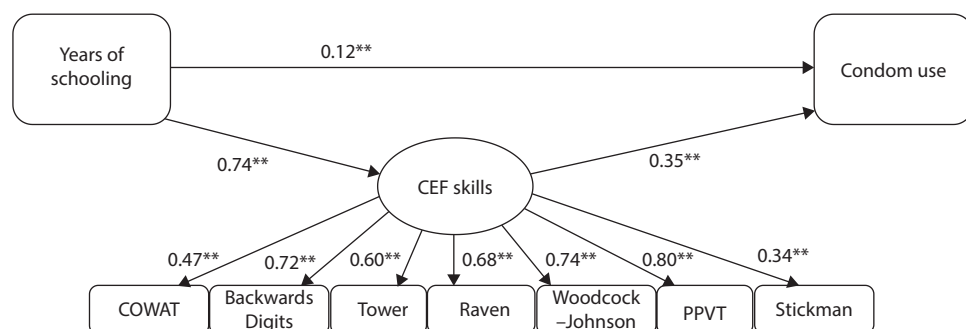 Years of
schooling
0.12**
Condom use
0.74**
0.35**
CEF skills
0.47**
0.72**
0.60**
0.68**
0.74**
0.80**
0.34**
COWAT
Backwards
Digits
Tower
Raven
Woodcock
–Johnson
PPVT
Stickman